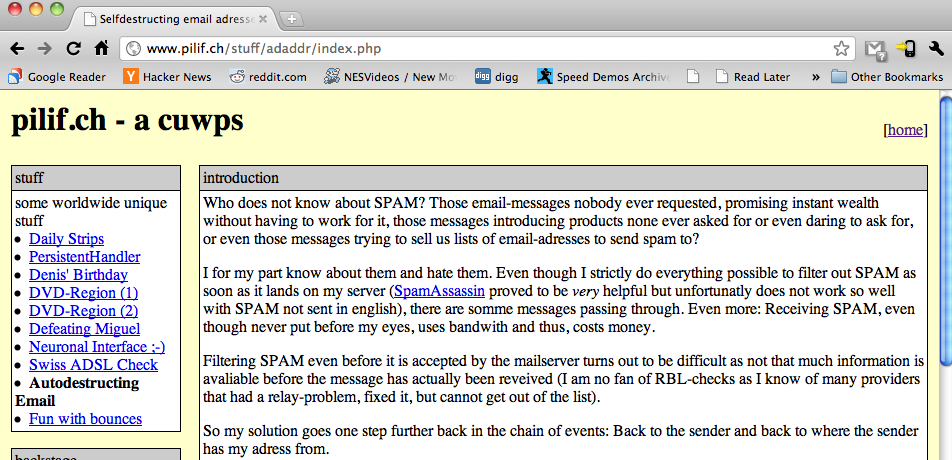 Selfdestructing email adresse
www.pilif.ch/stuff/adaddr/index.php
Google Reader Hacker News reddit.com NESVideos / New Mo digg Speed Demos Archive Read Later » Other Bookmarks
pilif.ch - a cuwps
[home]
stuff
some worldwide unique
stuff
• Daily Strips
• PersistentHandler
• Denis' Birthday
• DVD-Region (1)
• DVD-Region (2)
• Defeating Miguel
• Neuronal Interface ;-)
• Swiss ADSL Check
• Autodestructing
Email
• Fun with bounces
backstage
introduction
Who does not know about SPAM? Those email-messages nobody ever requested, promising instant wealth
without having to work for it, those messages introducing products none ever asked for or even daring to ask for,
or even those messages trying to sell us lists of email-adresses to send spam to?
I for my part know about them and hate them. Even though I strictly do everything possible to filter out SPAM as
soon as it lands on my server (SpamAssassin proved to be very helpful but unfortunatly does not work so well
with SPAM not sent in english), there are somme messages passing through. Even more: Receiving SPAM, even
though never put before my eyes, uses bandwith and thus, costs money.
Filtering SPAM even before it is accepted by the mailserver turns out to be difficult as not that much information is
avaliable before the message has actually been reveived (I am no fan of RBL-checks as I know of many providers
that had a relay-problem, fixed it, but cannot get out of the list).
So my solution goes one step further back in the chain of events: Back to the sender and back to where the sender
has my adress from.